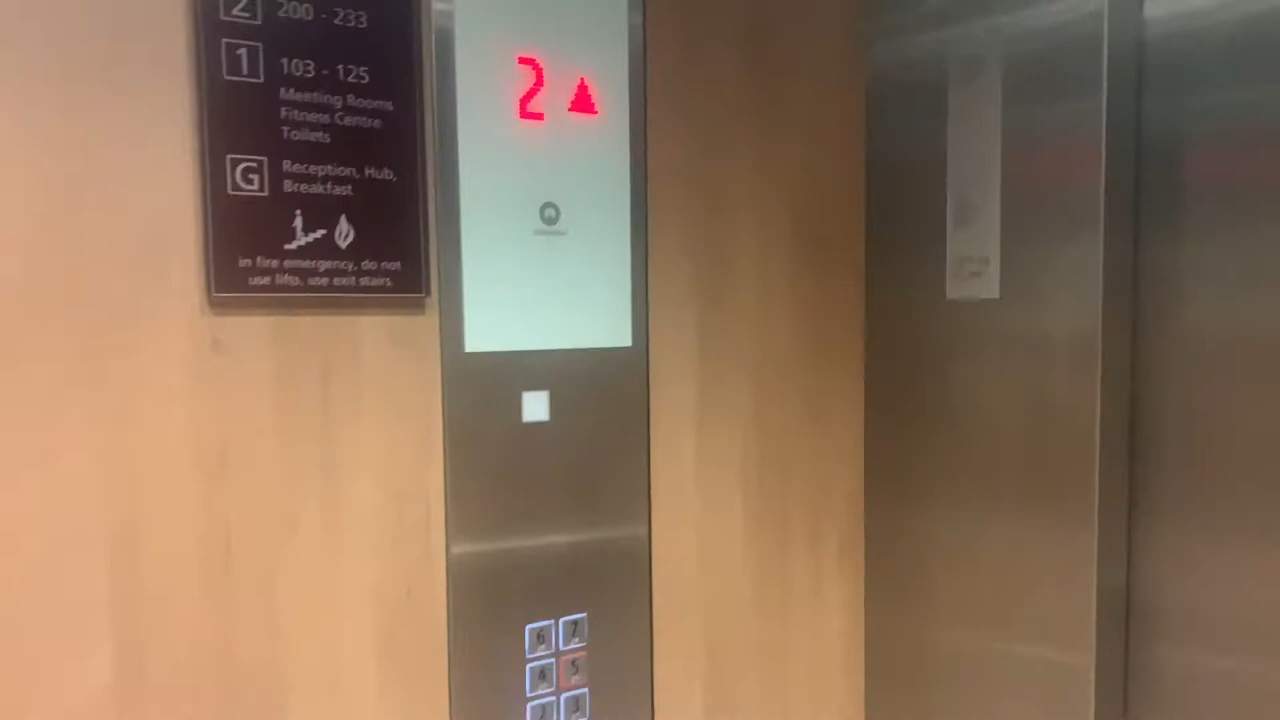 2 200 - 233
1 103 - 125
Meeting Rooms
Fitness Centre
Toilets
G Reception, Hub,
Breakfast
in fire emergency, do not
use lifts, use exit stairs.
2
6 7
4 5
2 3